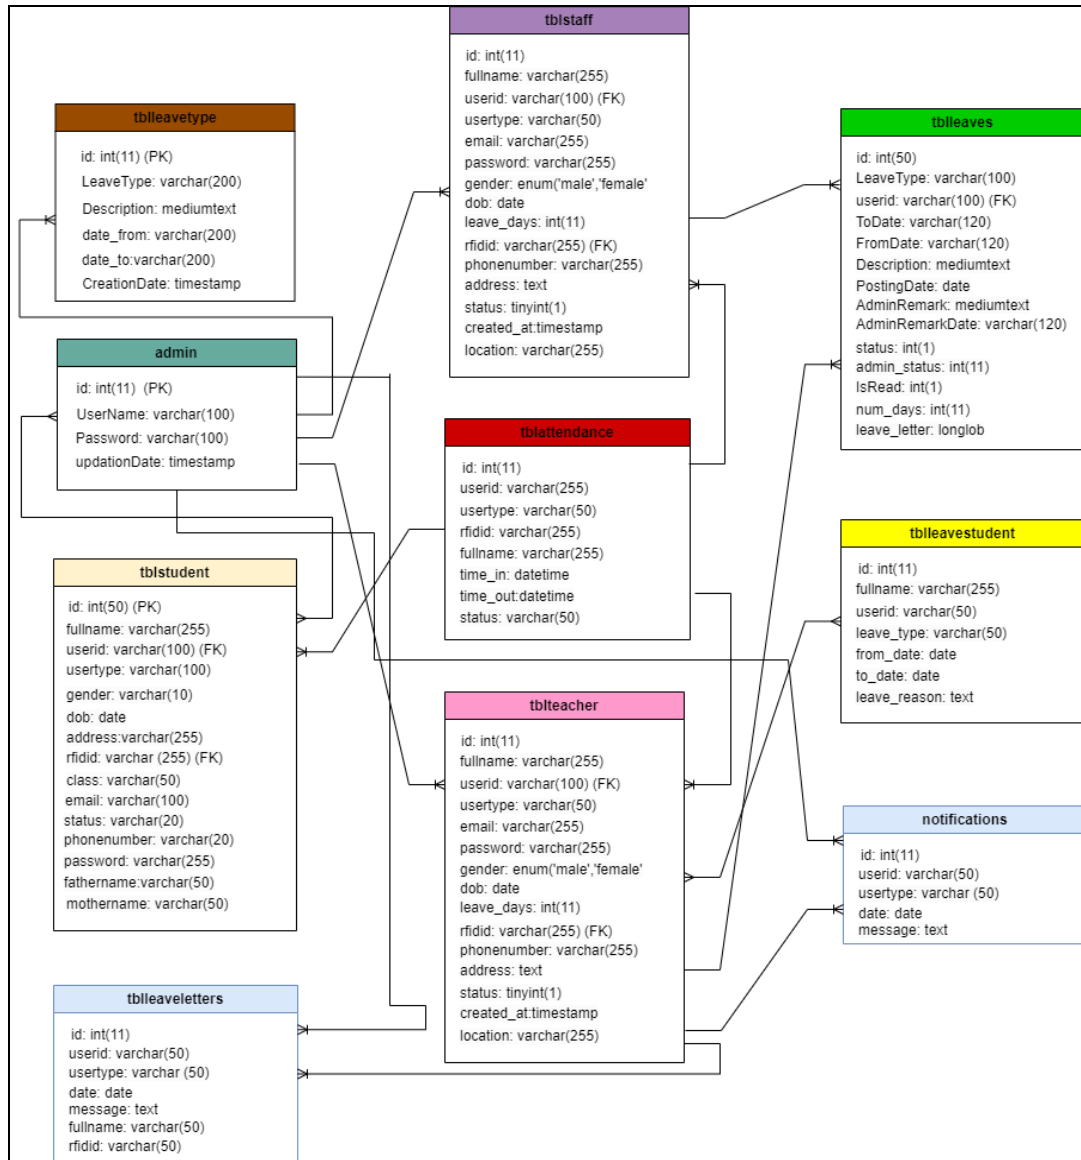 tblstaff
id: int(11)
fullname: varchar(255)
userid: varchar(100) (FK)
usertype: varchar(50)
email: varchar(255)
password: varchar(255)
gender: enum('male','female'
dob: date
leave_days: int(11)
rfidid: varchar(255) (FK)
phonenumber: varchar(255)
address: text
status: tinyint(1)
created_at:timestamp
location: varchar(255)
tblleavetype
id: int(11) (PK)
LeaveType: varchar(200)
Description: mediumtext
date_from: varchar(200)
date_to:varchar(200)
CreationDate: timestamp
tblleaves
id: int(50)
LeaveType: varchar(100)
userid: varchar(100) (FK)
ToDate: varchar(120)
FromDate: varchar(120)
Description: mediumtext
PostingDate: date
AdminRemark: mediumtext
AdminRemarkDate: varchar(120)
status: int(1)
admin_status: int(11)
IsRead: int(1)
num_days: int(11)
leave_letter: longlob
admin
id: int(11) (PK)
UserName: varchar(100)
Password: varchar(100)
updationDate: timestamp
tblattendance
id: int(11)
userid: varchar(255)
usertype: varchar(50)
rfidid: varchar(255)
fullname: varchar(255)
time_in: datetime
time_out:datetime
status: varchar(50)
tblleavestudent
id: int(11)
fullname: varchar(255)
userid: varchar(50)
leave_type: varchar(50)
from_date: date
to_date: date
leave_reason: text
tblstudent
id: int(50) (PK)
fullname: varchar(255)
userid: varchar(100) (FK)
usertype: varchar(100)
gender: varchar(10)
dob: date
address:varchar(255)
rfidid: varchar (255) (FK)
class: varchar(50)
email: varchar(100)
status: varchar(20)
phonenumber: varchar(20)
password: varchar(255)
fathername:varchar(50)
mothername: varchar(50)
tblteacher
id: int(11)
fullname: varchar(255)
userid: varchar(100) (FK)
usertype: varchar(50)
email: varchar(255)
password: varchar(255)
gender: enum('male','female'
dob: date
leave_days: int(11)
rfidid: varchar(255) (FK)
phonenumber: varchar(255)
address: text
status: tinyint(1)
created_at:timestamp
location: varchar(255)
notifications
id: int(11)
userid: varchar(50)
usertype: varchar (50)
date: date
message: text
tblleaveletters
id: int(11)
userid: varchar(50)
usertype: varchar (50)
date: date
message: text
fullname: varchar(50)
rfidid: varchar(50)